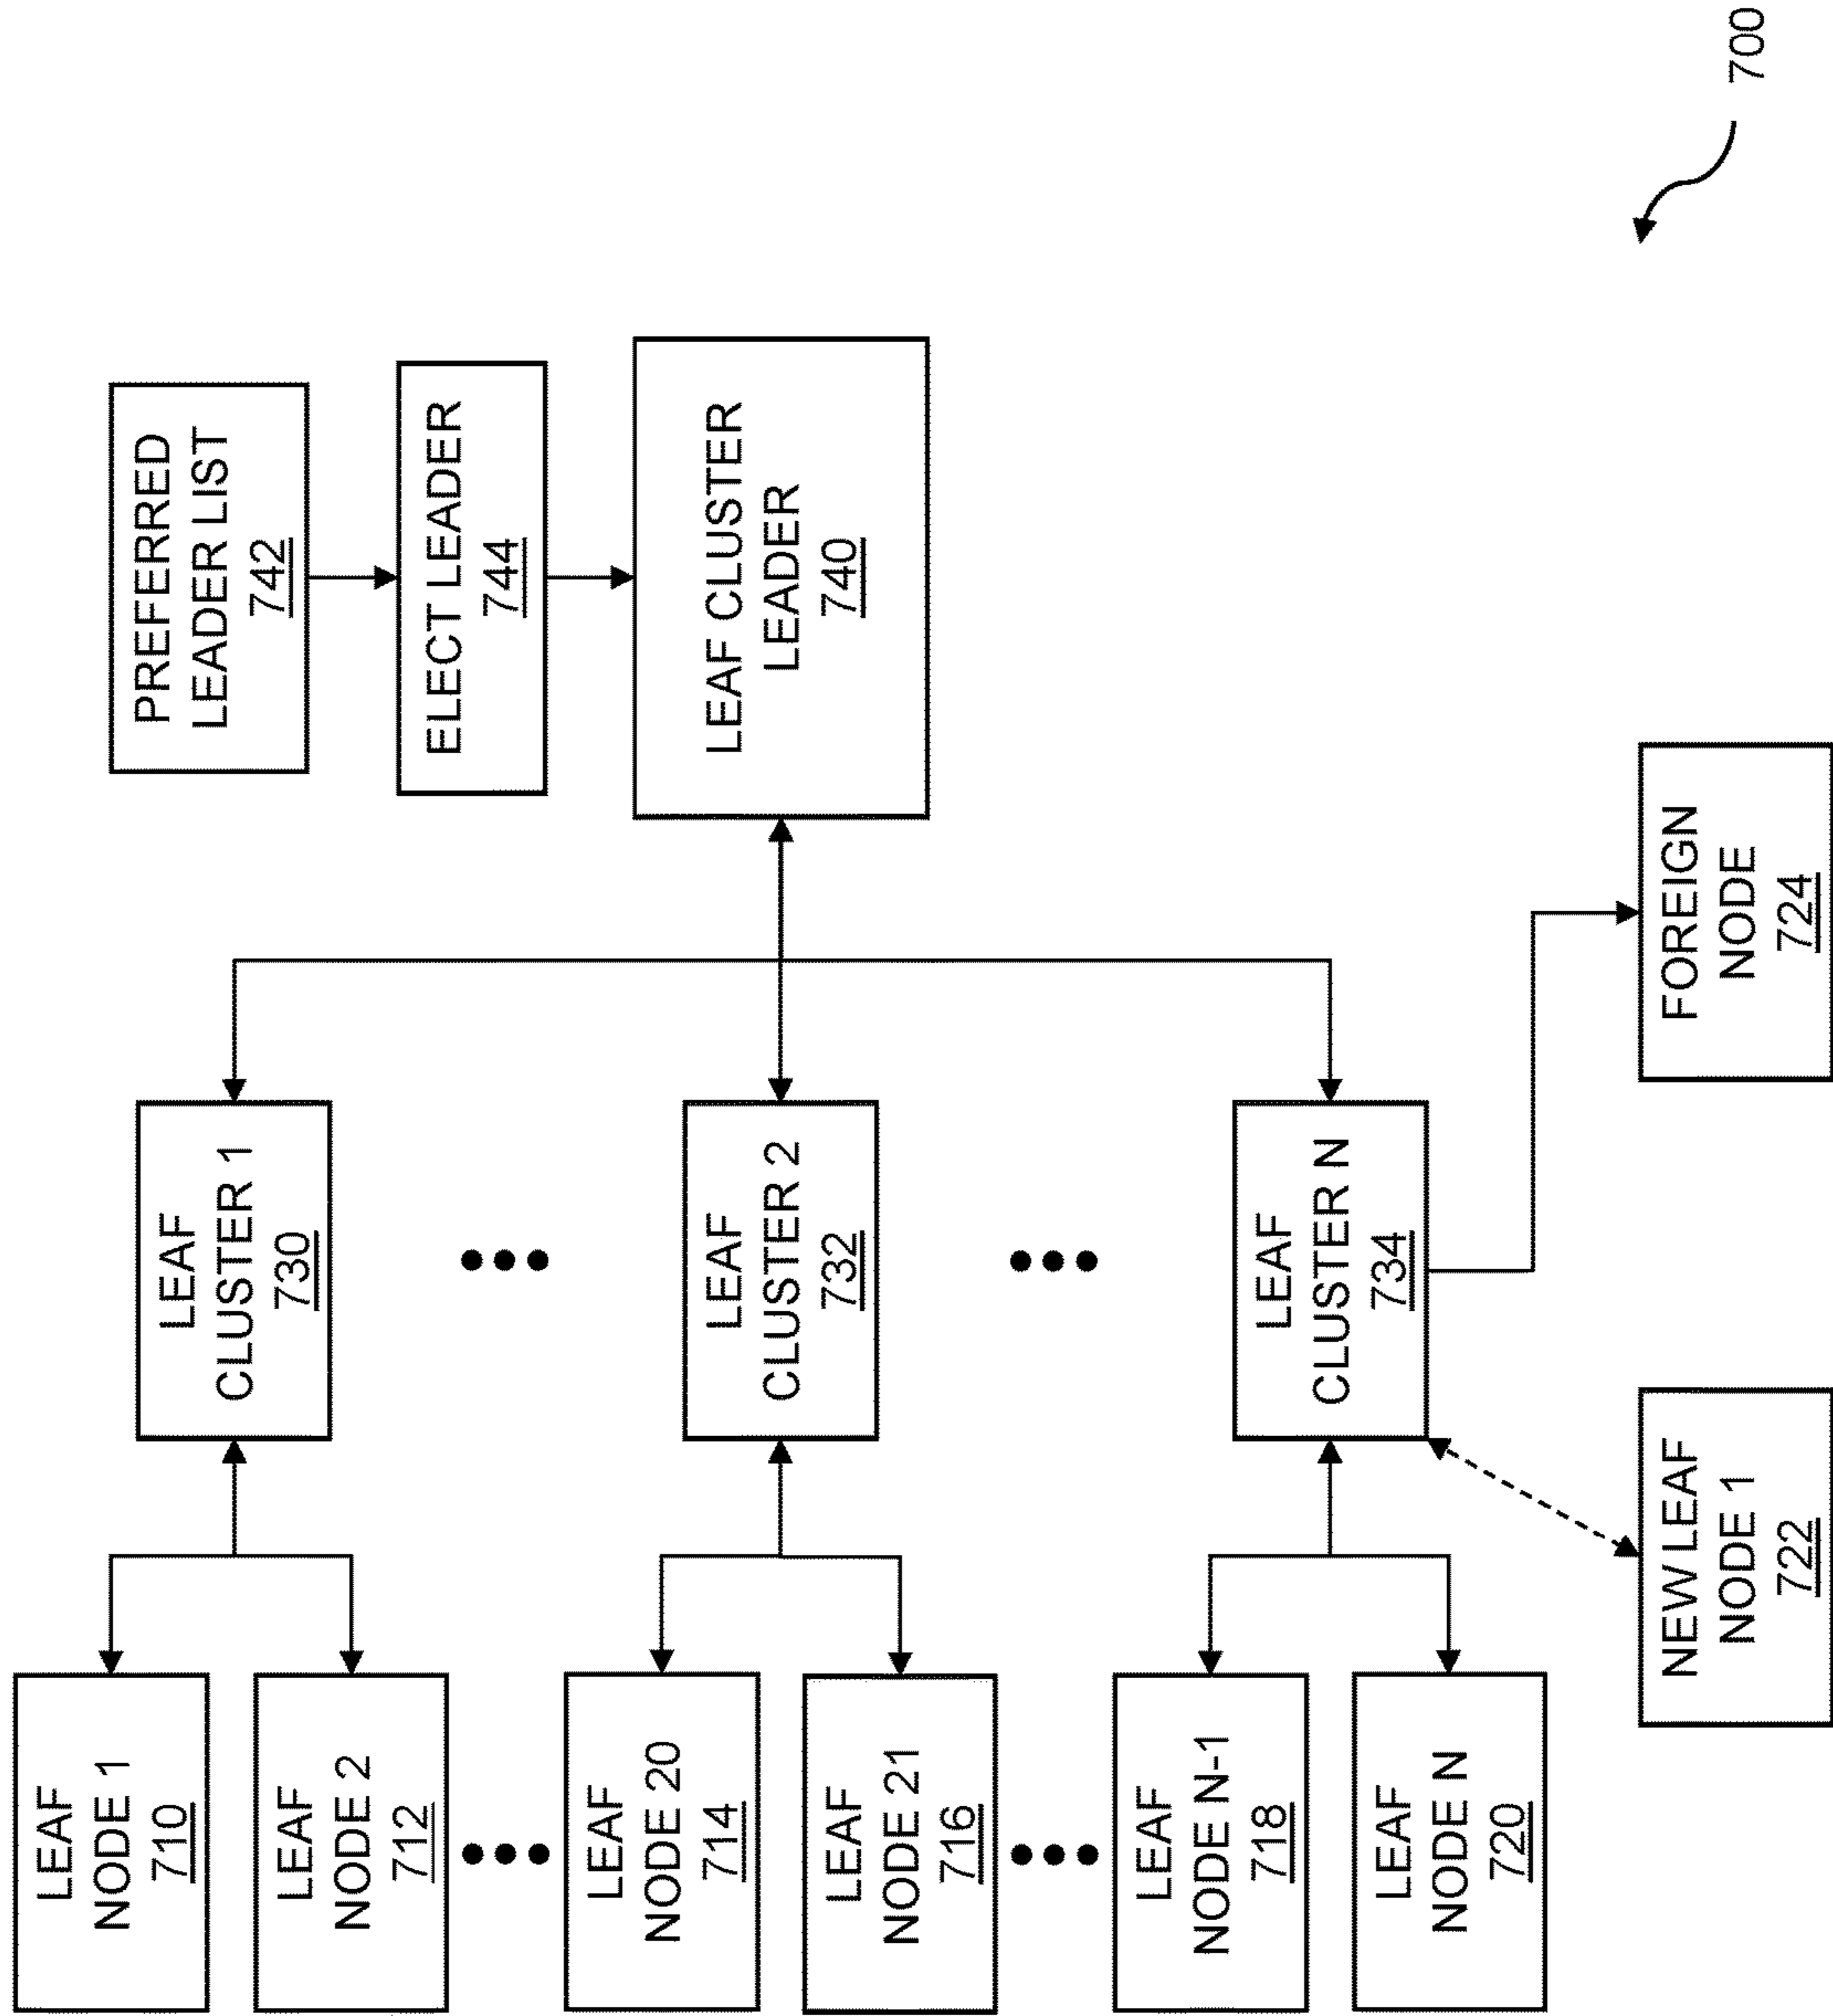 LEAF
NODE 1
710
LEAF
NODE 2
712
LEAF
NODE 20
714
LEAF
NODE 21
716
LEAF
NODE N-1
718
LEAF
NODE N
720
LEAF
CLUSTER 1
730
LEAF
CLUSTER 2
732
LEAF
CLUSTER N
734
NEW LEAF
NODE 1
722
FOREIGN
NODE
724
PREFERRED
LEADER LIST
742
ELECT LEADER
744
LEAF CLUSTER
LEADER
740
700